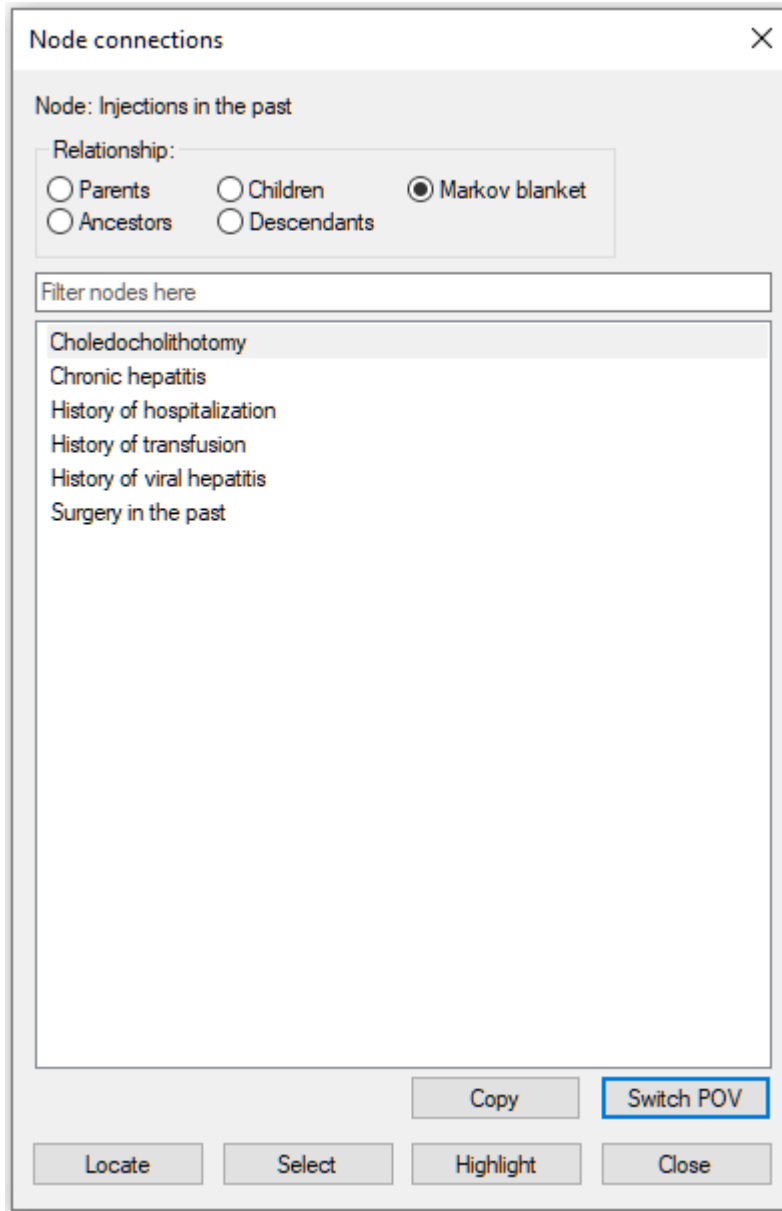 Node connections
Node: Injections in the past
Relationship:
Parents Children Markov blanket
Ancestors Descendants
Filter nodes here
Choledocholithotomy
Chronic hepatitis
History of hospitalization
History of transfusion
History of viral hepatitis
Surgery in the past
Copy Switch POV
Locate Select Highlight Close